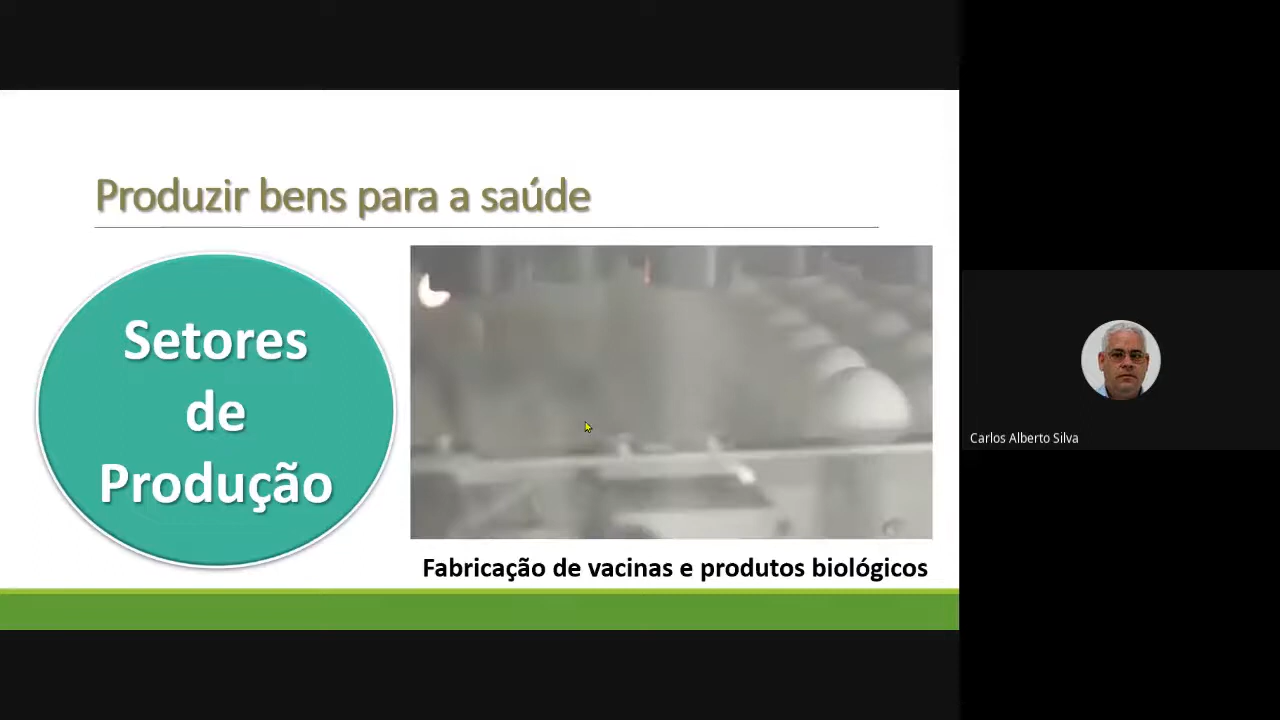 Produzir bens para a saúde
Setores
de
Produção
Fabricação de vacinas e produtos biológicos
Carlos Alberto Silva